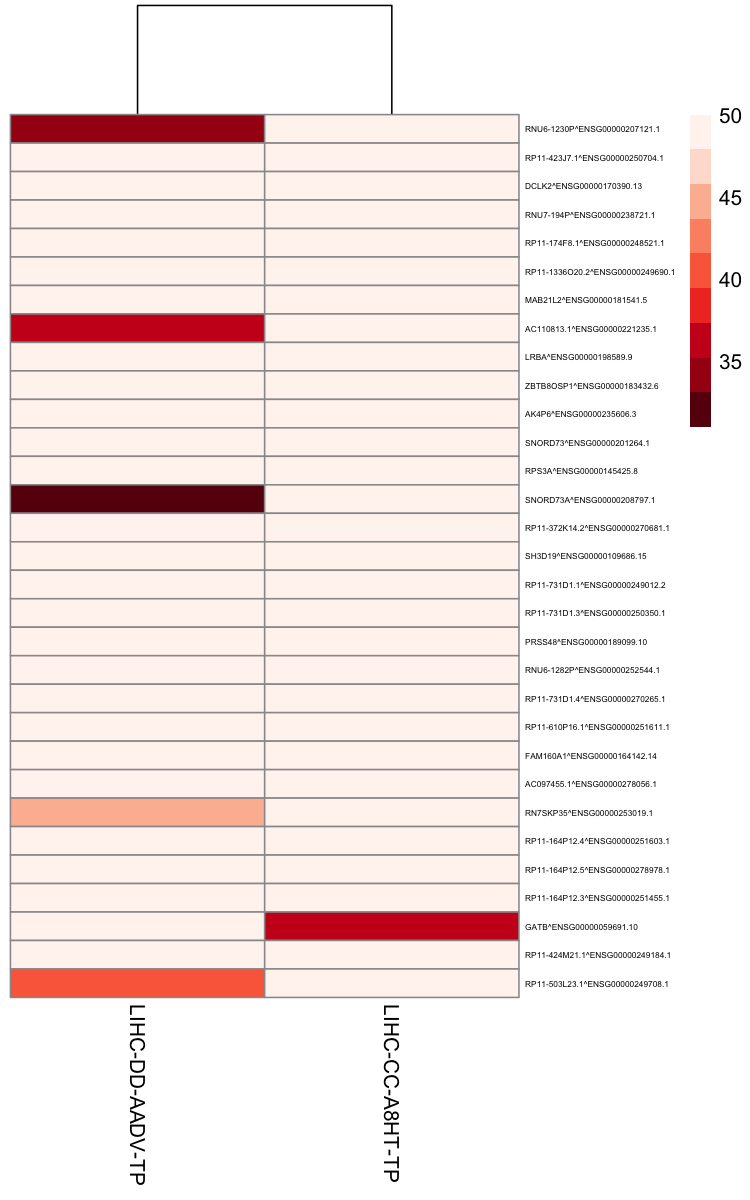 RNU6-1230P^ENSG00000207121.1
RP11-423J7.1^ENSG00000250704.1
DCLK2^ENSG00000170390.13
RNU7-194P^ENSG00000238721.1
RP11-174F8.1^ENSG00000248521.1
RP11-1336O20.2^ENSG00000249690.1
MAB21L2^ENSG00000181541.5
AC110813.1^ENSG00000221235.1
LRBA^ENSG00000198589.9
ZBTB8OSP1^ENSG00000183432.6
AK4P6^ENSG00000235606.3
SNORD73^ENSG00000201264.1
RPS3A^ENSG00000145425.8
SNORD73A^ENSG00000208797.1
RP11-372K14.2^ENSG00000270681.1
SH3D19^ENSG00000109686.15
RP11-731D1.1^ENSG00000249012.2
RP11-731D1.3^ENSG00000250350.1
PRSS48^ENSG00000189099.10
RNU6-1282P^ENSG00000252544.1
RP11-731D1.4^ENSG00000270265.1
RP11-610P16.1^ENSG00000251611.1
FAM160A1^ENSG00000164142.14
AC097455.1^ENSG00000278056.1
RN7SKP35^ENSG00000253019.1
RP11-164P12.4^ENSG00000251603.1
RP11-164P12.5^ENSG00000278978.1
RP11-164P12.3^ENSG00000251455.1
GATB^ENSG00000059691.10
RP11-424M21.1^ENSG00000249184.1
RP11-503L23.1^ENSG00000249708.1
50
45
40
35
LIHC-DD-AADV-TP
LIHC-CC-A8HT-TP